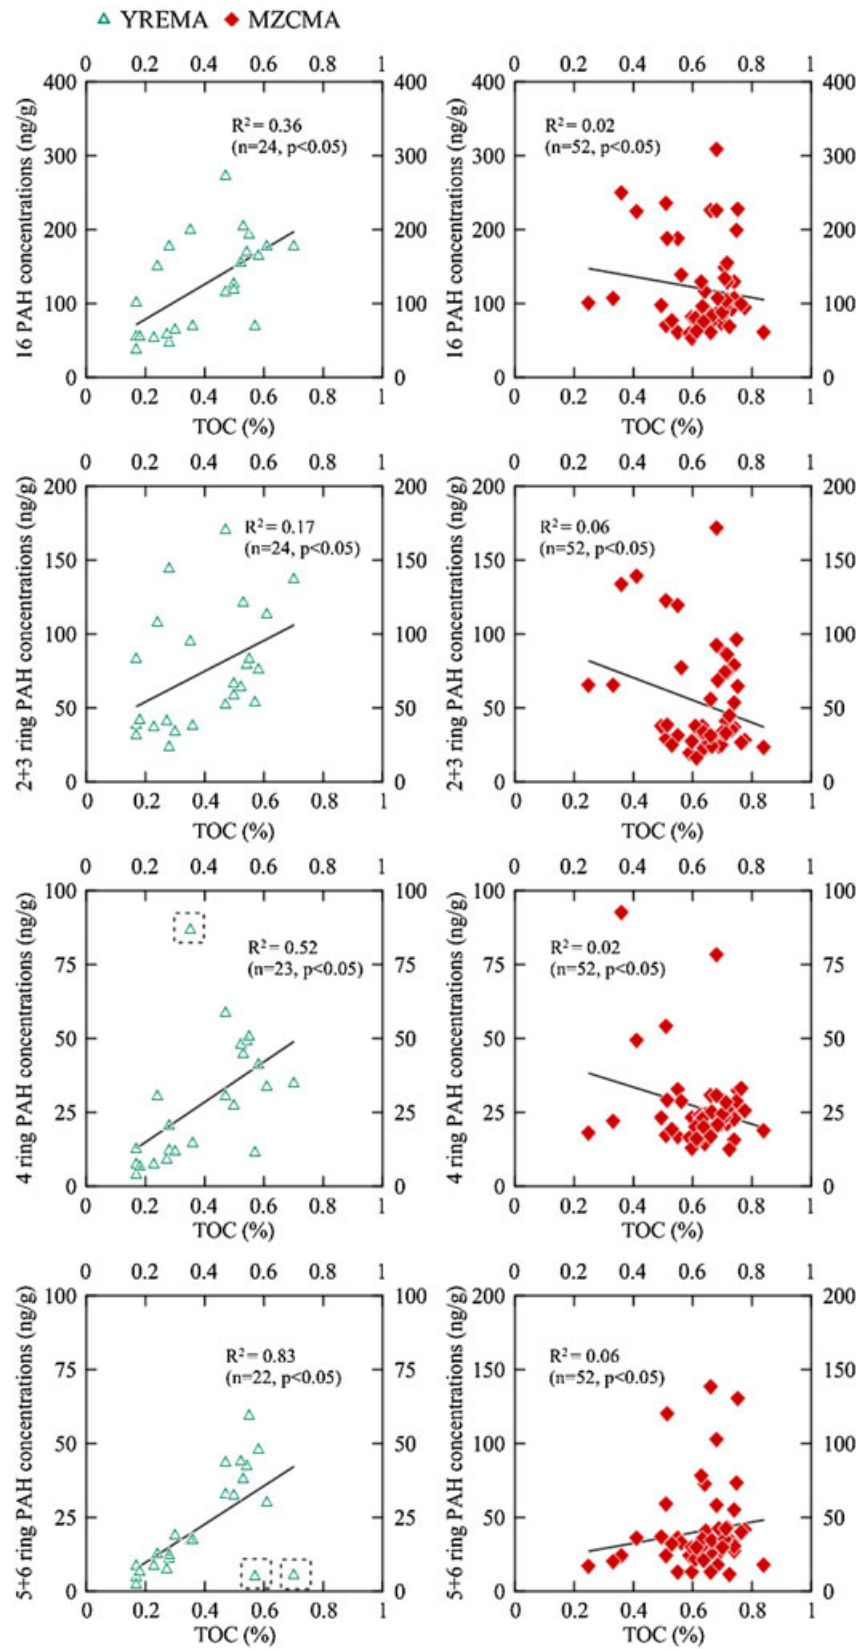 YREMA MZCMA
0 0.2 0.4 0.6 0.8 1
400 400
300 300
200 200
100 100
0 0
16 PAH concentrations (ng/g)
R² = 0.36
(n=24, p<0.05)
0 0.2 0.4 0.6 0.8 1
TOC (%)
0 0.2 0.4 0.6 0.8 1
400 400
300 300
200 200
100 100
0 0
16 PAH concentrations (ng/g)
R² = 0.02
(n=52, p<0.05)
0 0.2 0.4 0.6 0.8 1
TOC (%)
0 0.2 0.4 0.6 0.8 1
200 200
150 150
100 100
50 50
0 0
2+3 ring PAH concentrations (ng/g)
R² = 0.17
(n=24, p<0.05)
0 0.2 0.4 0.6 0.8 1
TOC (%)
0 0.2 0.4 0.6 0.8 1
200 200
150 150
100 100
50 50
0 0
2+3 ring PAH concentrations (ng/g)
R² = 0.06
(n=52, p<0.05)
0 0.2 0.4 0.6 0.8 1
TOC (%)
0 0.2 0.4 0.6 0.8 1
100 100
75 75
50 50
25 25
0 0
4 ring PAH concentrations (ng/g)
R² = 0.52
(n=23, p<0.05)
0 0.2 0.4 0.6 0.8 1
TOC (%)
0 0.2 0.4 0.6 0.8 1
100 100
75 75
50 50
25 25
0 0
4 ring PAH concentrations (ng/g)
R² = 0.02
(n=52, p<0.05)
0 0.2 0.4 0.6 0.8 1
TOC (%)
0 0.2 0.4 0.6 0.8 1
100 100
75 75
50 50
25 25
0 0
5+6 ring PAH concentrations (ng/g)
R² = 0.83
(n=22, p<0.05)
0 0.2 0.4 0.6 0.8 1
TOC (%)
0 0.2 0.4 0.6 0.8 1
200 200
150 150
100 100
50 50
0 0
5+6 ring PAH concentrations (ng/g)
R² = 0.06
(n=52, p<0.05)
0 0.2 0.4 0.6 0.8 1
TOC (%)